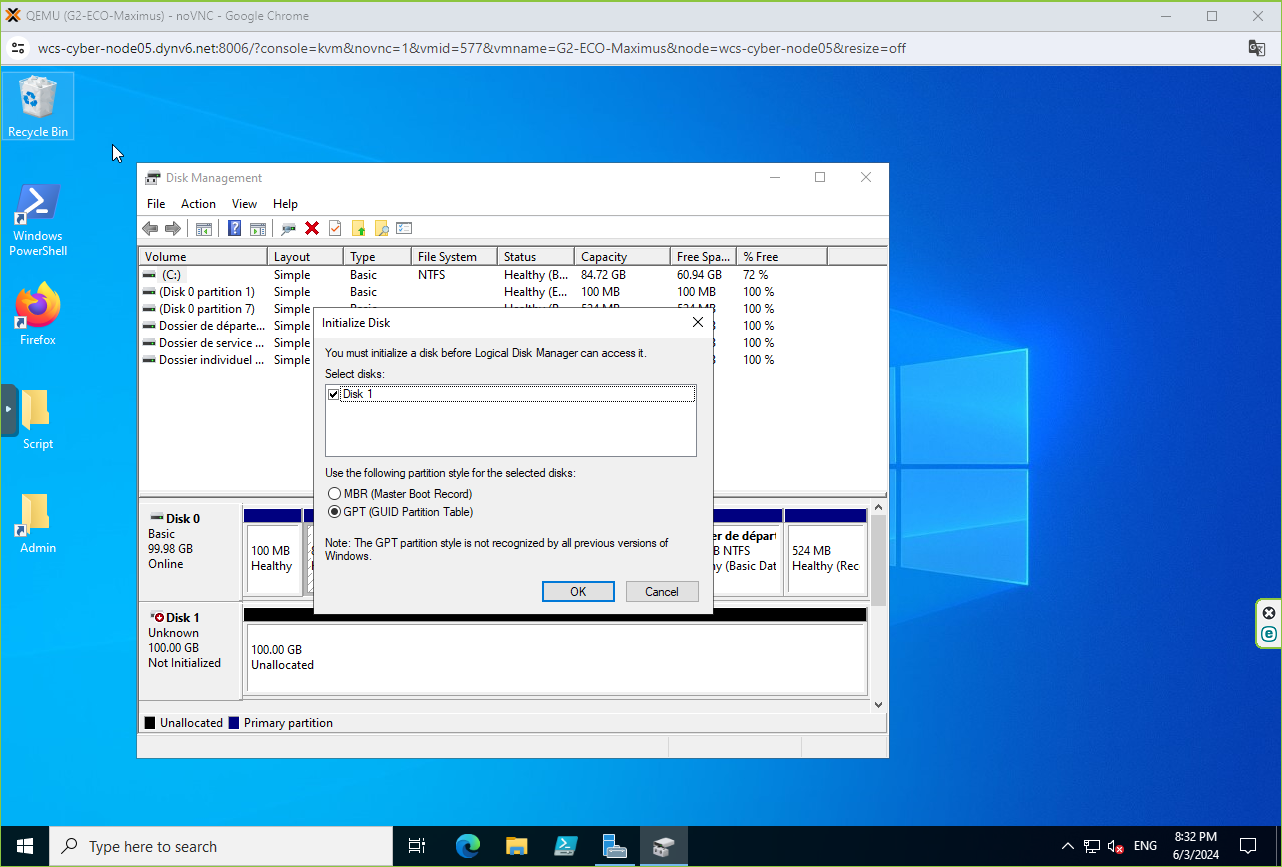 QEMU (G2-ECO-Maximus) - noVNC - Google Chrome
wcs-cyber-node05.dynv6.net:8006/?console=kvm&novnc=1&vmid=577&vmname=G2-ECO-Maximus&node=wcs-cyber-node05&resize=off
Recycle Bin
Windows
PowerShell
Firefox
Script
Admin
Disk Management
File Action View Help
Volume Layout Type File System Status Capacity Free Spa... % Free
(C:) Simple Basic NTFS Healthy (B... 84.72 GB 60.94 GB 72 %
(Disk 0 partition 1) Simple Basic Healthy (E... 100 MB 100 MB 100 %
(Disk 0 partition 7) Simple Basic 524 MB 524 MB 100 %
Dossier de départe... Simple 100 %
Dossier de service ... Simple 100 %
Dossier individuel ... Simple 100 %
Initialize Disk
You must initialize a disk before Logical Disk Manager can access it.
Select disks:
Disk 1
Use the following partition style for the selected disks:
MBR (Master Boot Record)
GPT (GUID Partition Table)
Note: The GPT partition style is not recognized by all previous versions of
Windows.
OK Cancel
Disk 0
Basic
99.98 GB
Online
100 MB
Healthy
er de dépar
B NTFS
hy (Basic Dat
524 MB
Healthy (Rec
Disk 1
Unknown
100.00 GB
Not Initialized
100.00 GB
Unallocated
Unallocated Primary partition
Type here to search
ENG
8:32 PM
6/3/2024